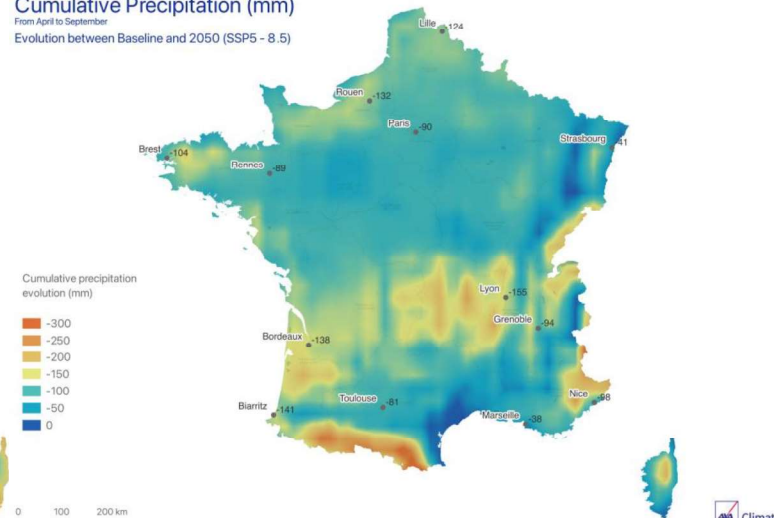 Cumulative Precipitation (mm)
From April to September
Evolution between Baseline and 2050 (SSP5 - 8.5)
Lille -124
Rouen -132
Paris -90
Strasbourg -41
Brest -104
Rennes -89
Cumulative precipitation
evolution (mm)
-300
-250
-200
-150
-100
-50
0
Lyon -155
Grenoble -94
Bordeaux -138
Toulouse -81
Nice -98
Biarritz -141
Marseille -38
0 100 200 km
AXA Climat